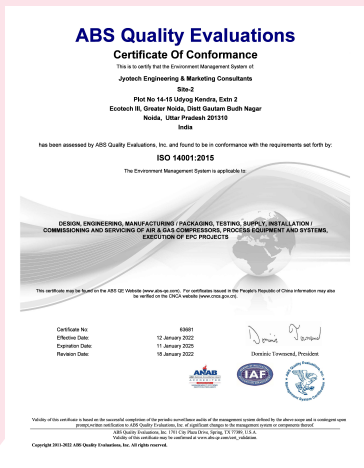 ABS Quality Evaluations
Certificate Of Conformance
This is to certify that the Environment Management System of:
Jyotech Engineering & Marketing Consultants
Site-2
Plot No 14-15 Udyog Kendra, Extn 2
Ecotech III, Greater Noida, Distt Gautam Budh Nagar
Noida, Uttar Pradesh 201310
India
has been assessed by ABS Quality Evaluations, Inc. and found to be in conformance with the requirements set forth by:
ISO 14001:2015
The Environment Management System is applicable to:
DESIGN, ENGINEERING, MANUFACTURING / PACKAGING, TESTING, SUPPLY, INSTALLATION /
COMMISSIONING AND SERVICING OF AIR & GAS COMPRESSORS, PROCESS EQUIPMENT AND SYSTEMS,
EXECUTION OF EPC PROJECTS
This certificate may be found on the ABS QE Website (www.abs-qe.com). For certificates issued in the People's Republic of China information may also
be verified on the CNCA website (www.cnca.gov.cn).
Certificate No: 63681
Effective Date: 12 January 2022
Expiration Date: 11 January 2025
Revision Date: 18 January 2022
Dominic Townsend, President
ANAB
IAF
Validity of this certificate is based on the successful completion of the periodic surveillance audits of the management system defined by the above scope and is contingent upon
prompt, written notification to ABS Quality Evaluations, Inc. of significant changes to the management system or components thereof.
ABS Quality Evaluations, Inc. 1701 City Plaza Drive, Spring, TX 77389, U.S.A.
Validity of this certificate may be confirmed at www.abs-qe.com/cert_validation.
Copyright 2011-2022 ABS Quality Evaluations, Inc. All rights reserved.